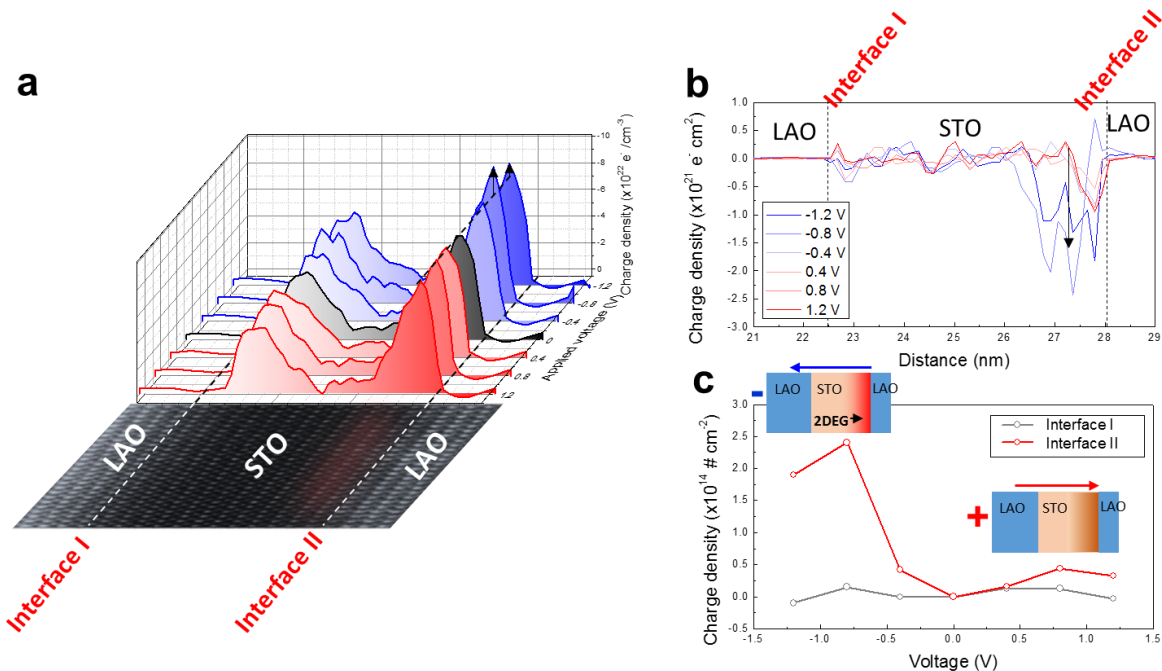 a
Charge density (x10²² e⁻/cm⁻³)
-10
-8
-6
-4
-2
0
Applied voltage (V)
-1.2
-0.8
-0.4
0
0.4
0.8
1.2
LAO
STO
LAO
Interface I
Interface II
b
Interface I
Interface II
LAO
STO
LAO
Charge density (x10²¹ e⁻ cm⁻²)
1.0
0.5
0.0
-0.5
-1.0
-1.5
-2.0
-2.5
-3.0
-1.2 V
-0.8 V
-0.4 V
0.4 V
0.8 V
1.2 V
21 22 23 24 25 26 27 28 29
Distance (nm)
c
-
LAO STO LAO
2DEG
Interface I
Interface II
+
LAO STO LAO
Charge density (x10¹⁴ # cm⁻²)
3.0
2.5
2.0
1.5
1.0
0.5
0.0
-0.5
-1.5 -1.0 -0.5 0.0 0.5 1.0 1.5
Voltage (V)